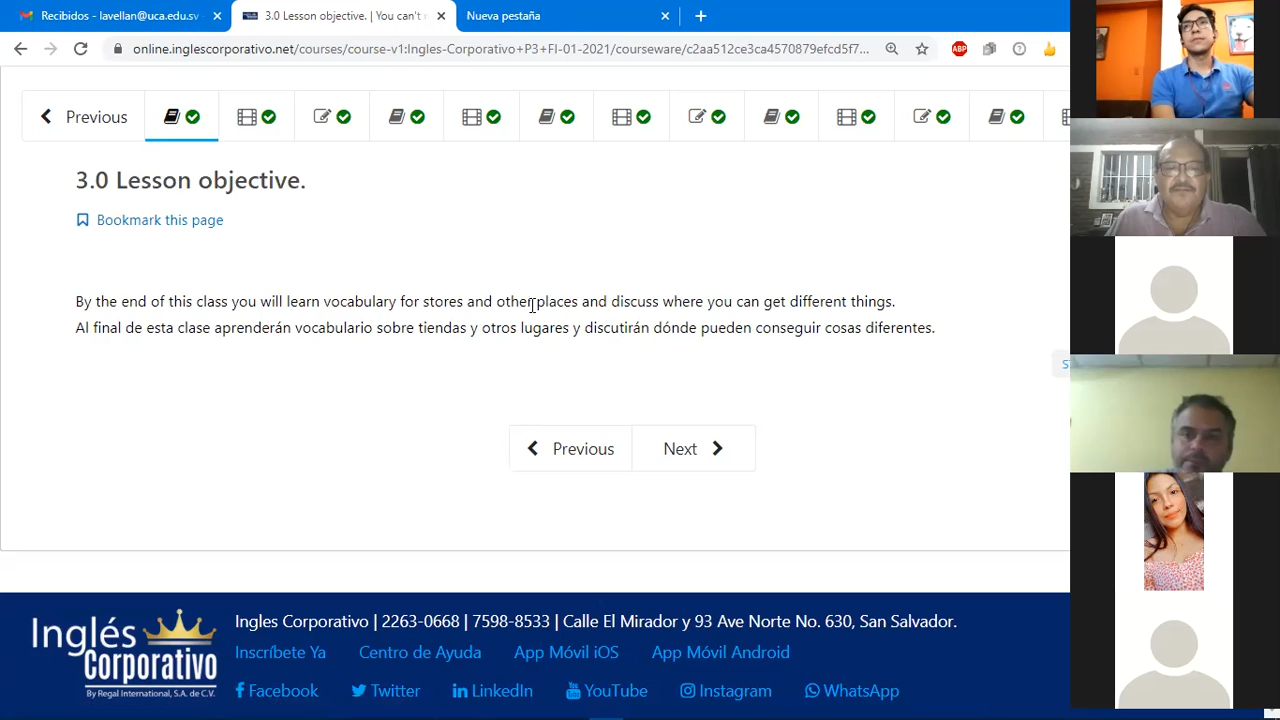 Recibidos - lavellan@uca.edu.sv
3.0 Lesson objective. | You can't
Nueva pestaña
online.inglescorporativo.net/courses/course-v1:Ingles-Corporativo+P3+FI-01-2021/courseware/c2aa512ce3ca4570879efcd5f7...
ABP
Previous
3.0 Lesson objective.
Bookmark this page
By the end of this class you will learn vocabulary for stores and other places and discuss where you can get different things.
Al final de esta clase aprenderán vocabulario sobre tiendas y otros lugares y discutirán dónde pueden conseguir cosas diferentes.
Previous
Next
Inglés
Corporativo
By Regal International, S.A. de C.V.
Ingles Corporativo | 2263-0668 | 7598-8533 | Calle El Mirador y 93 Ave Norte No. 630, San Salvador.
Inscríbete Ya
Centro de Ayuda
App Móvil iOS
App Móvil Android
Facebook
Twitter
LinkedIn
YouTube
Instagram
WhatsApp